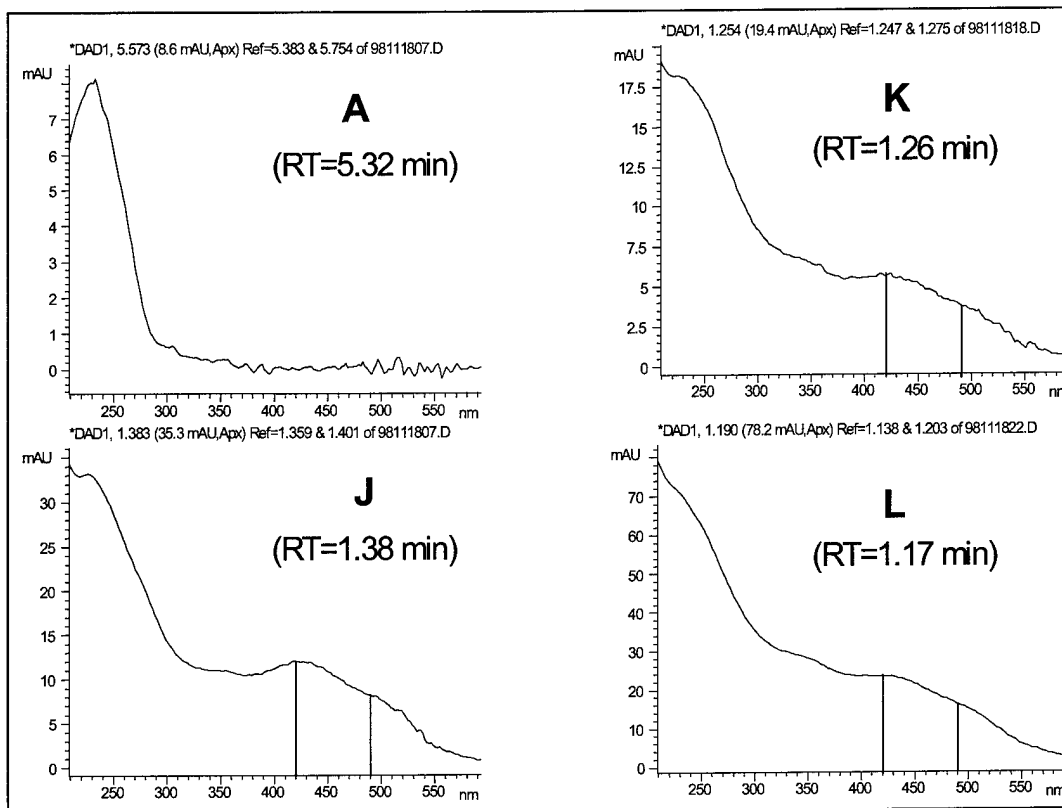 *DAD1, 5.573 (8.6 mAU,Apx) Ref=5.383 & 5.754 of 98111807.D
mAU
A
(RT=5.32 min)
7
6
5
4
3
2
1
0
250 300 350 400 450 500 550 nm
*DAD1, 1.254 (19.4 mAU,Apx) Ref=1.247 & 1.275 of 98111818.D
mAU
K
(RT=1.26 min)
17.5
15
12.5
10
7.5
5
2.5
0
250 300 350 400 450 500 550 nm
*DAD1, 1.383 (35.3 mAU,Apx) Ref=1.359 & 1.401 of 98111807.D
mAU
J
(RT=1.38 min)
30
25
20
15
10
5
0
250 300 350 400 450 500 550 nm
*DAD1, 1.190 (78.2 mAU,Apx) Ref=1.138 & 1.203 of 98111822.D
mAU
L
(RT=1.17 min)
70
60
50
40
30
20
10
0
250 300 350 400 450 500 550 nm